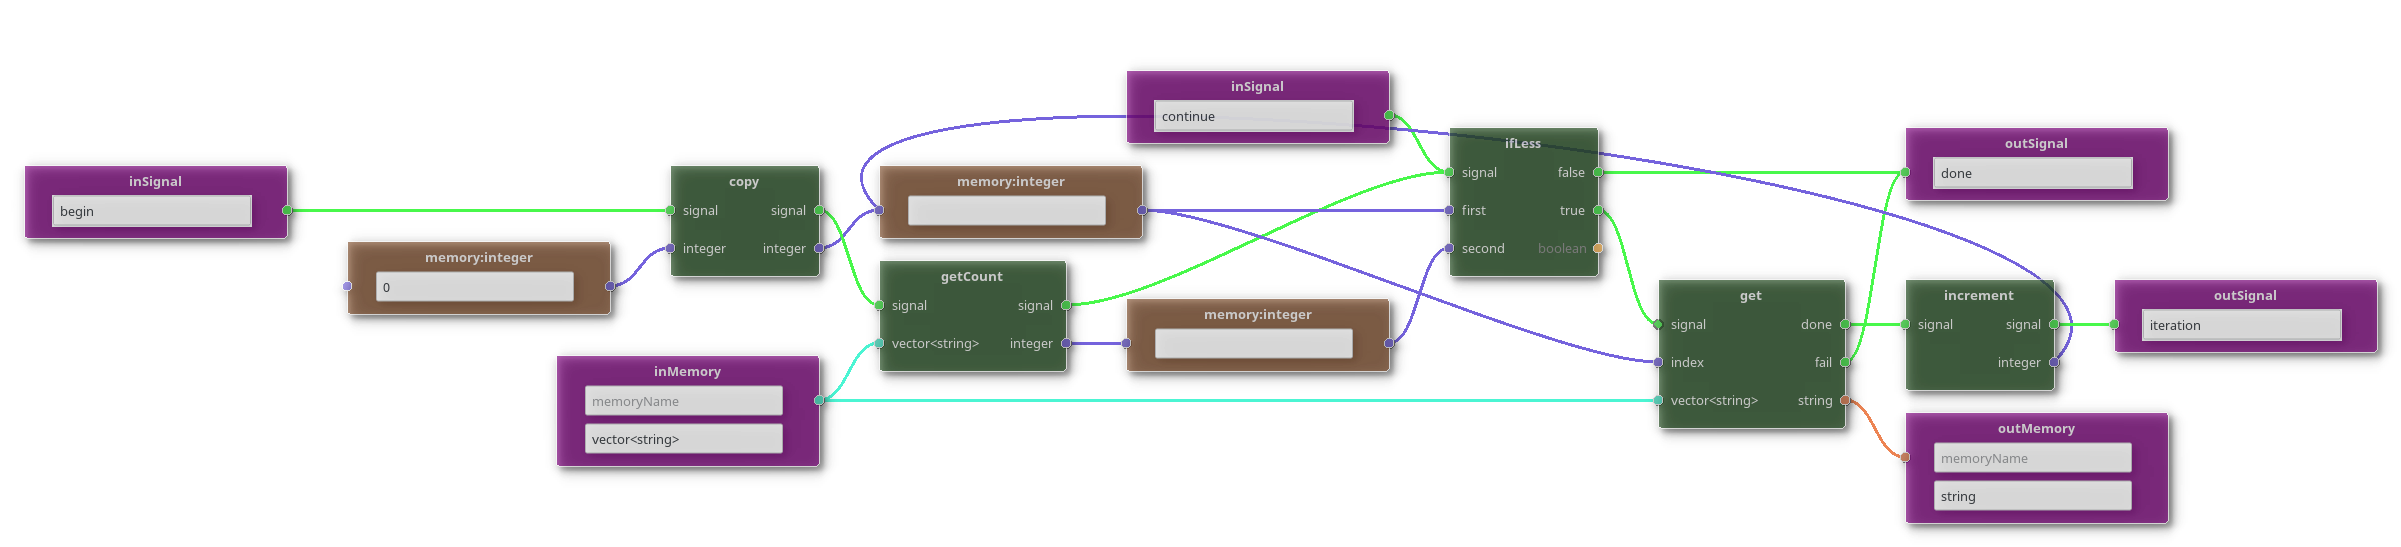 inSignal
begin
memory:integer
0
inMemory
memoryName
vector<string>
copy
signal signal
integer integer
memory:integer
getCount
signal signal
vector<string> integer
inSignal
continue
memory:integer
ifLess
signal false
first true
second boolean
get
signal done
index fail
vector<string> string
outSignal
done
increment
signal signal
integer
outMemory
memoryName
string
outSignal
iteration